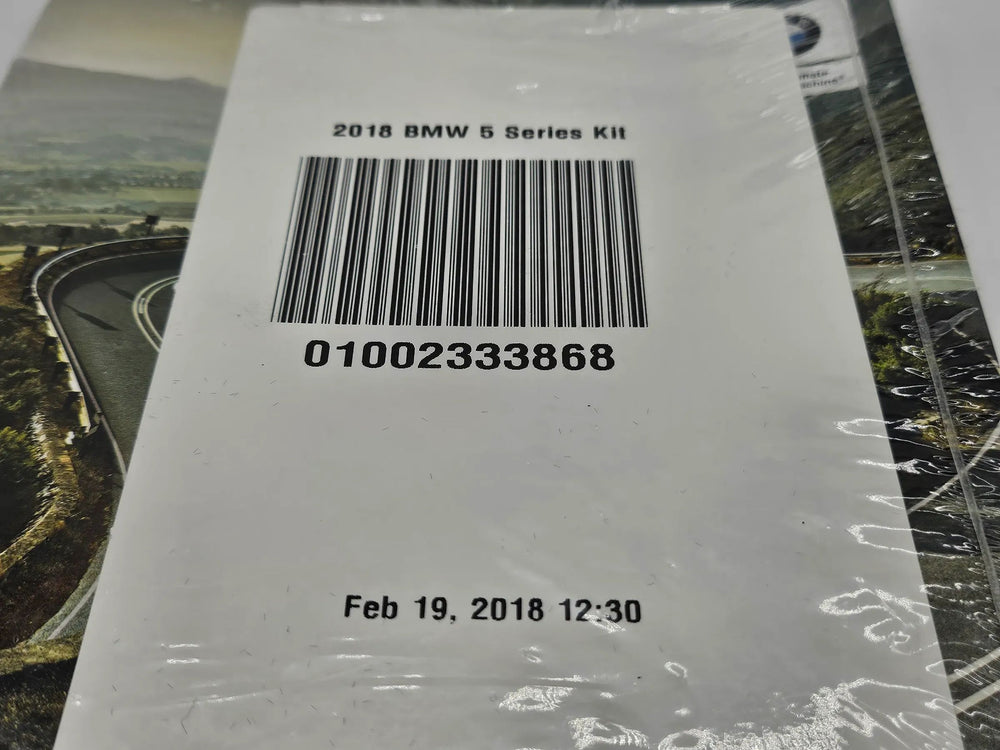 2018 BMW 5 Series Kit
01002333868
Feb 19, 2018 12:30